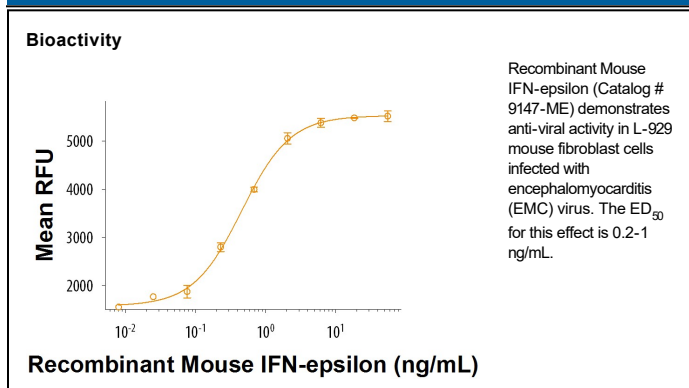 Bioactivity
Mean RFU
5000
4000
3000
2000
10⁻² 10⁻¹ 10⁰ 10¹
Recombinant Mouse IFN-epsilon (ng/mL)
Recombinant Mouse
IFN-epsilon (Catalog #
9147-ME) demonstrates
anti-viral activity in L-929
mouse fibroblast cells
infected with
encephalomyocarditis
(EMC) virus. The ED₅₀
for this effect is 0.2-1
ng/mL.